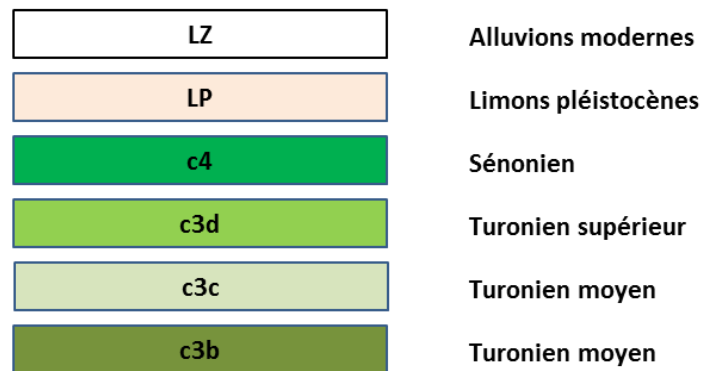 LZ Alluvions modernes
LP Limons pléistocènes
c4 Sénonien
c3d Turonien supérieur
c3c Turonien moyen
c3b Turonien moyen